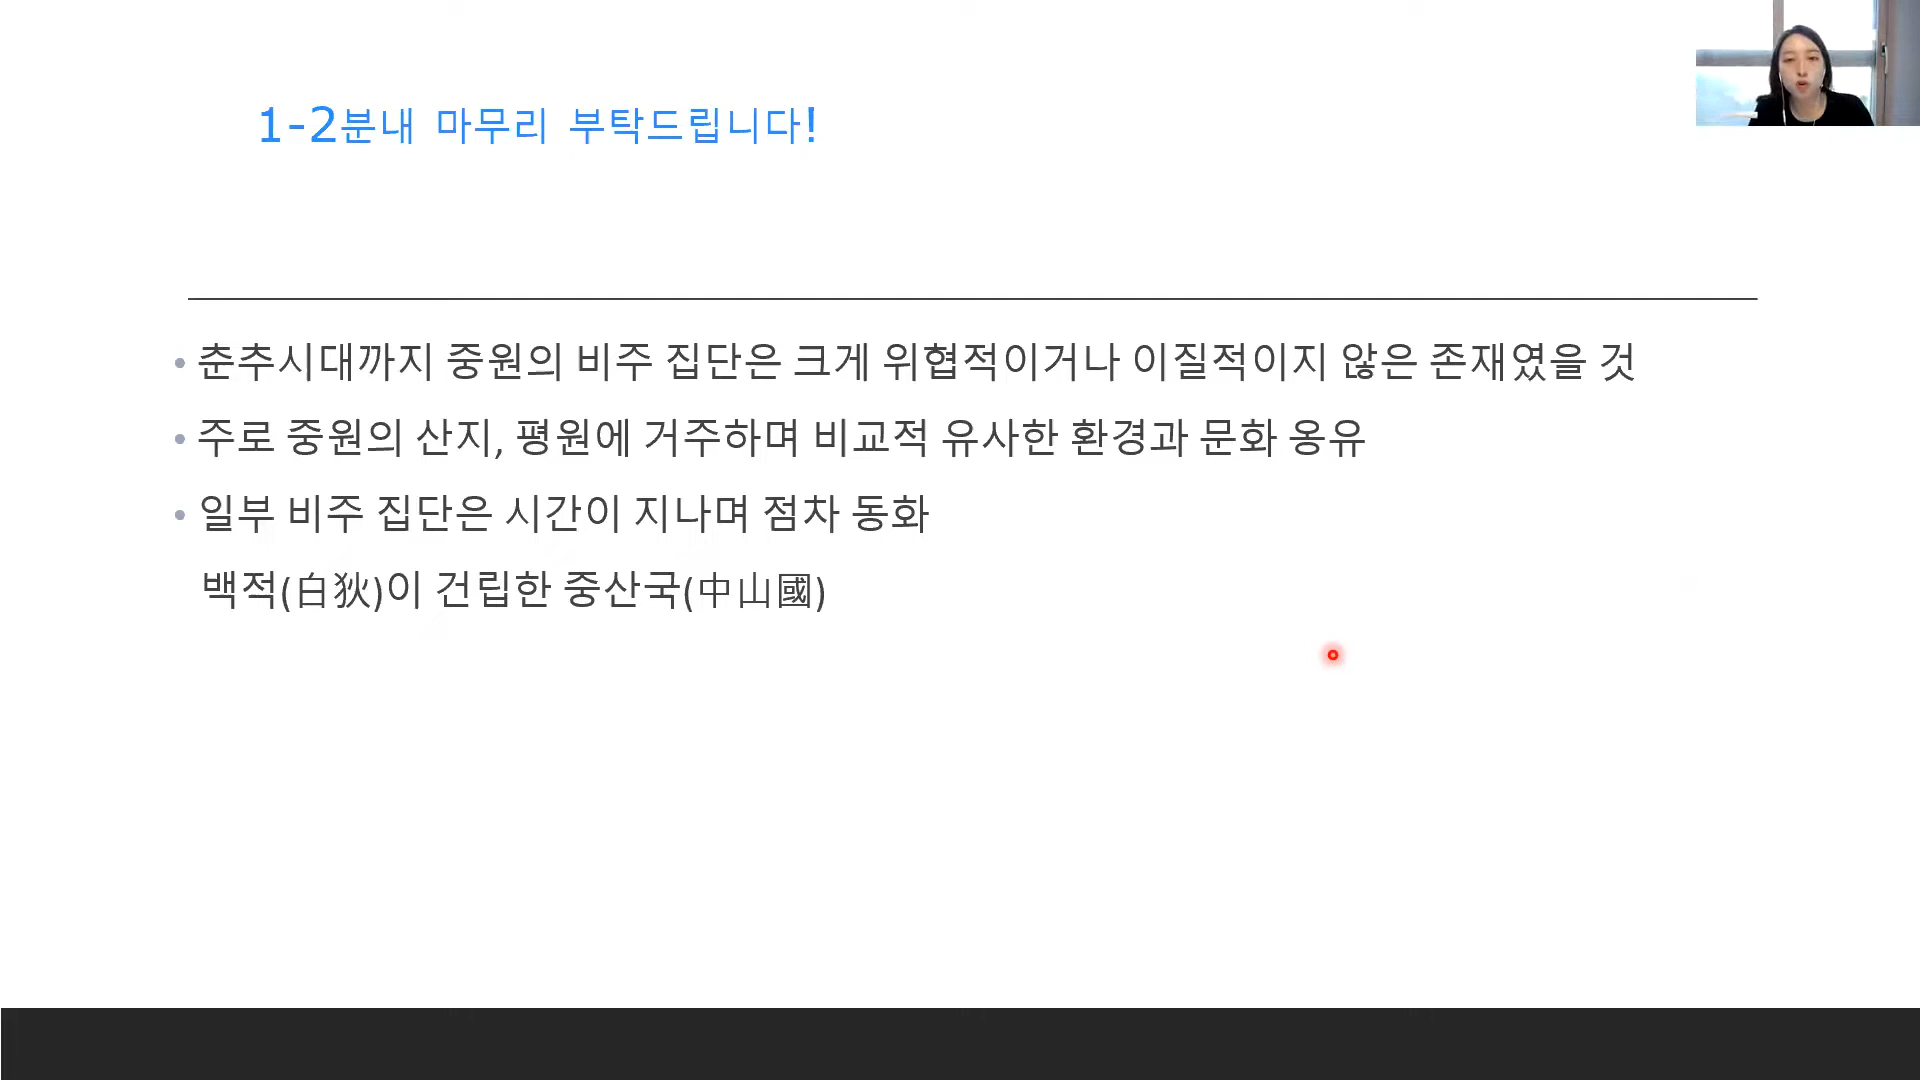 1-2분내 마무리 부탁드립니다!
• 춘추시대까지 중원의 비주 집단은 크게 위협적이거나 이질적이지 않은 존재였을 것
• 주로 중원의 산지, 평원에 거주하며 비교적 유사한 환경과 문화 옹유
• 일부 비주 집단은 시간이 지나며 점차 동화
백적(白狄)이 건립한 중산국(中山國)